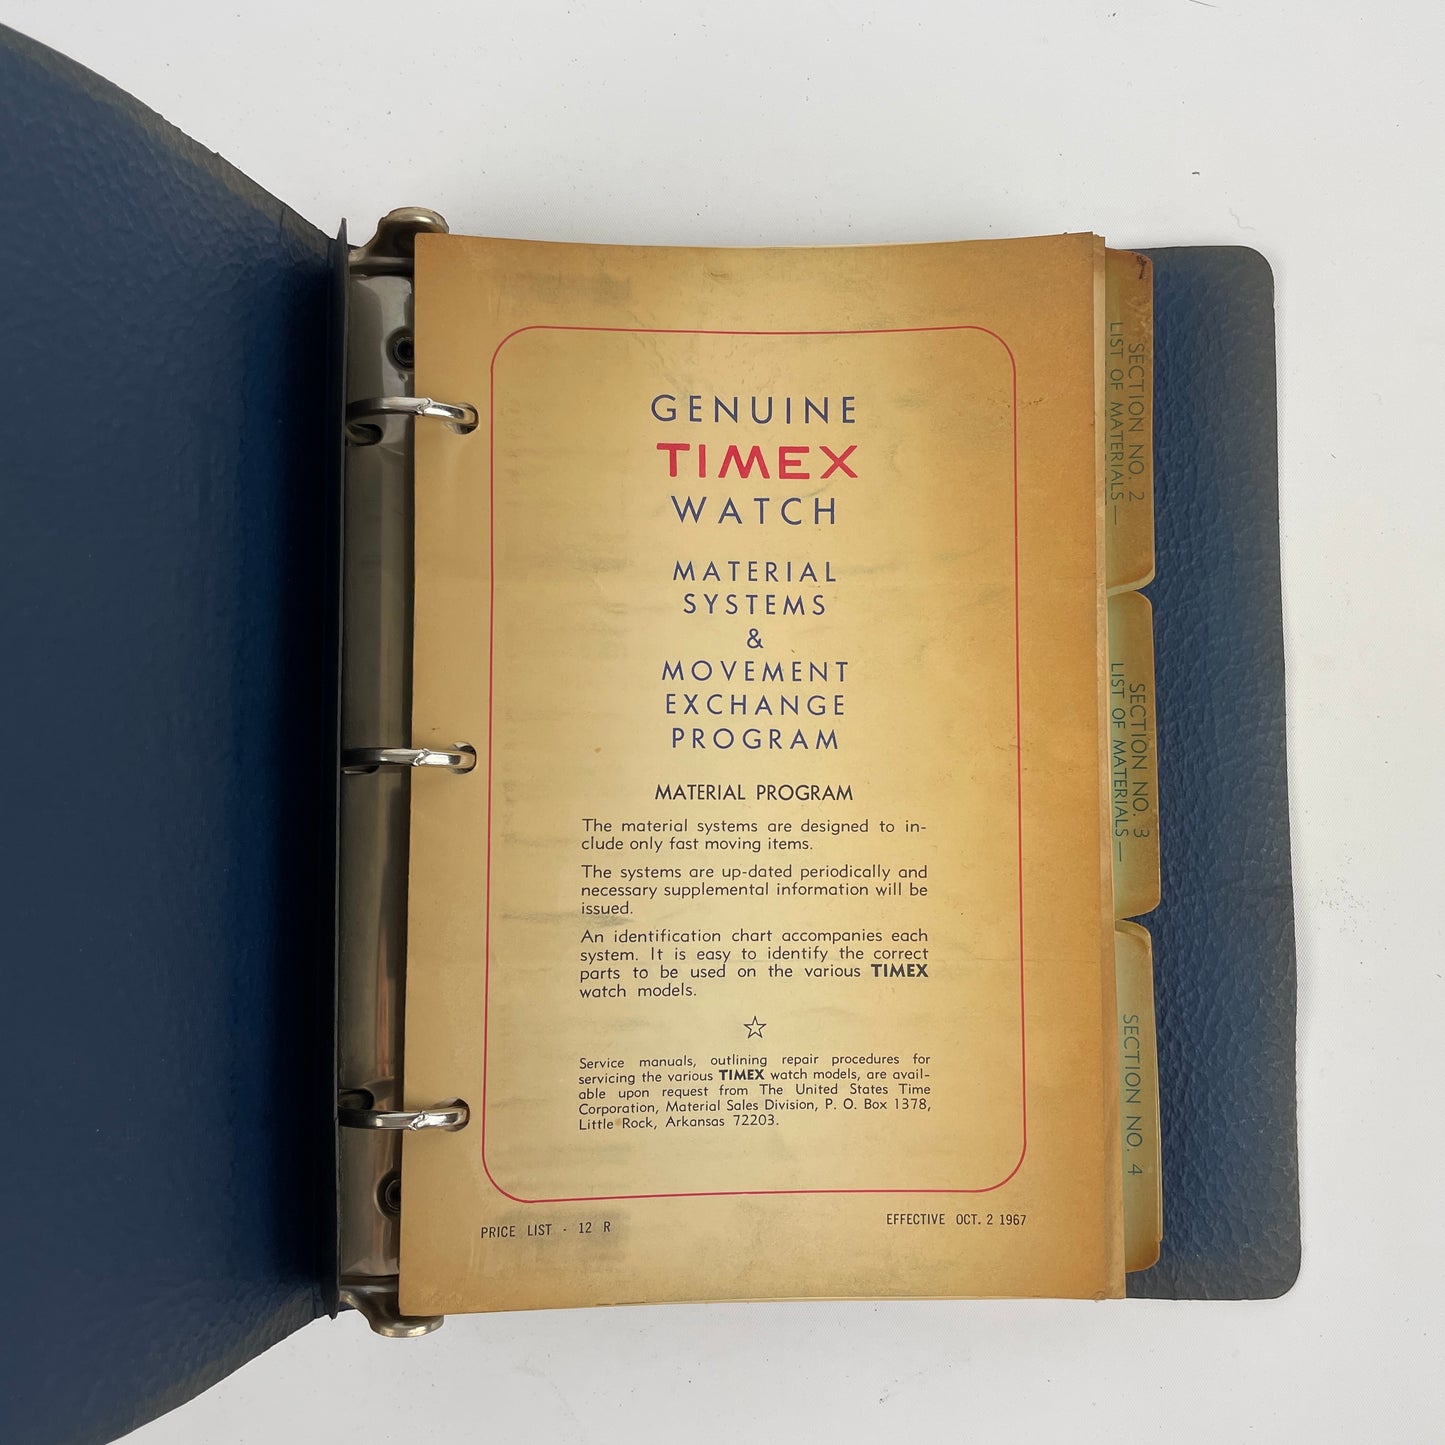 GENUINE
TIMEX
WATCH
MATERIAL
SYSTEMS
&
MOVEMENT
EXCHANGE
PROGRAM
MATERIAL PROGRAM
The material systems are designed to in-
clude only fast moving items.
The systems are up-dated periodically and
necessary supplemental information will be
issued.
An identification chart accompanies each
system. It is easy to identify the correct
parts to be used on the various TIMEX
watch models.
Service manuals, outlining repair procedures for
servicing the various TIMEX watch models, are avail-
able upon request from The United States Time
Corporation, Material Sales Division, P. O. Box 1378,
Little Rock, Arkansas 72203.
PRICE LIST - 12 R
EFFECTIVE OCT. 2 1967
SECTION NO. 2
LIST OF MATERIALS—
SECTION NO. 3
LIST OF MATERIALS—
SECTION NO. 4